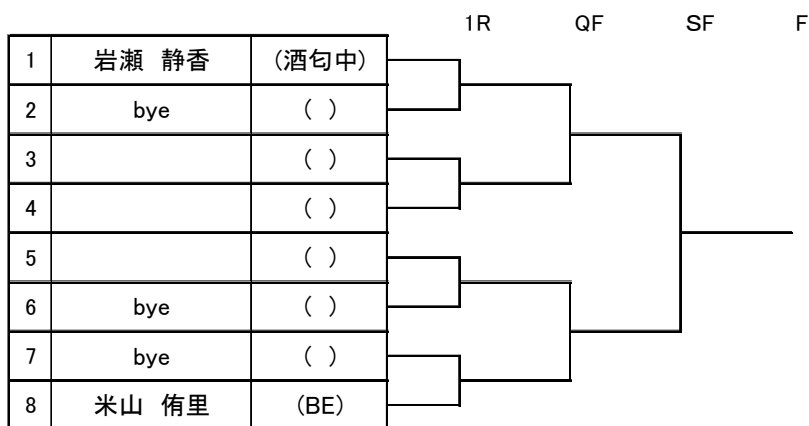 1R QF SF F
1 岩瀬 静香 (酒匂中)
2 bye ( )
3 ( )
4 ( )
5 ( )
6 bye ( )
7 bye ( )
8 米山 侑里 (BE)